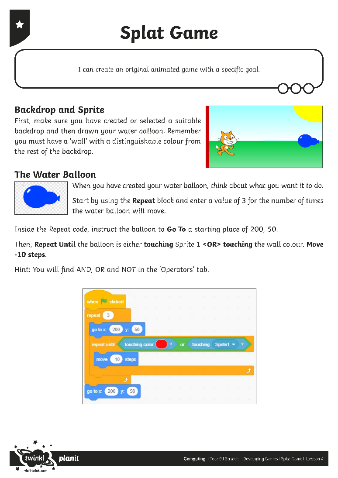 Splat Game
I can create an original animated game with a specific goal.
Backdrop and Sprite
First, make sure you have created or selected a suitable
backdrop and then drawn your water balloon. Remember
you must have a 'wall' with a distinguishable colour from
the rest of the backdrop.
The Water Balloon
When you have created your water balloon, think about what you want it to do.
Start by using the Repeat block and enter a value of 3 for the number of times
the water balloon will move.
Inside the Repeat code, instruct the balloon to Go To a starting place of 200, 50.
Then, Repeat Until the balloon is either touching Sprite 1 <OR> touching the wall colour. Move
-10 steps.
Hint: You will find AND, OR and NOT in the 'Operators' tab.
when clicked
repeat 3
go to x: 200 y: 50
repeat until touching color ? or touching Sprite1 ?
move -10 steps
go to x: 200 y: 50
twinkl planit
Computing